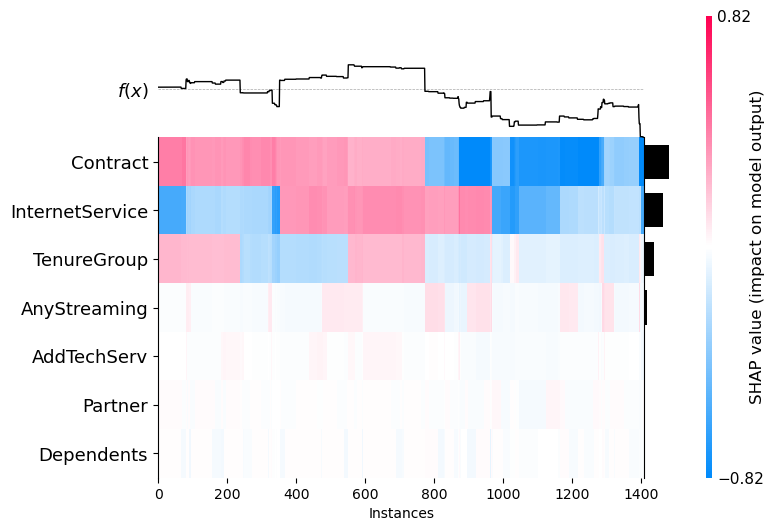 0.82
f(x)
Contract
InternetService
TenureGroup
AnyStreaming
AddTechServ
Partner
Dependents
0 200 400 600 800 1000 1200 1400
Instances
−0.82
SHAP value (impact on model output)